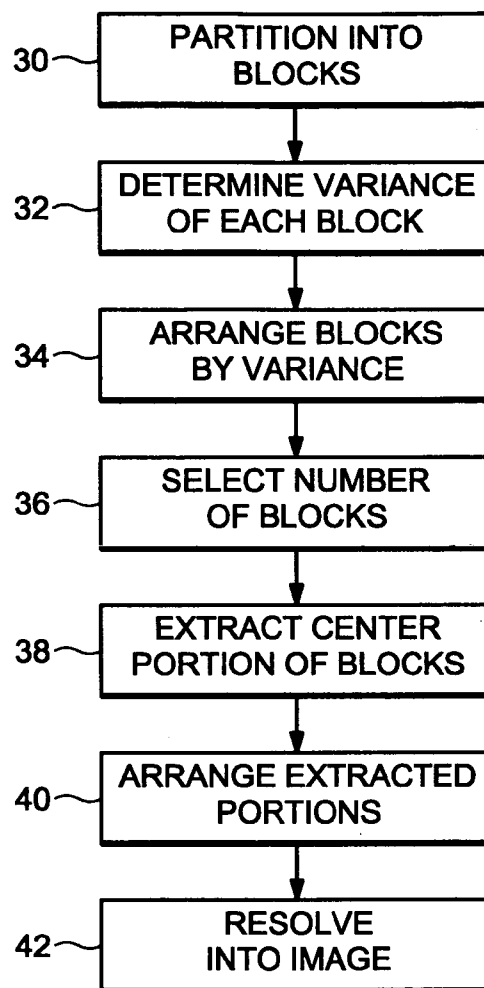 30
PARTITION INTO
BLOCKS
32
DETERMINE VARIANCE
OF EACH BLOCK
34
ARRANGE BLOCKS
BY VARIANCE
36
SELECT NUMBER
OF BLOCKS
38
EXTRACT CENTER
PORTION OF BLOCKS
40
ARRANGE EXTRACTED
PORTIONS
42
RESOLVE
INTO IMAGE